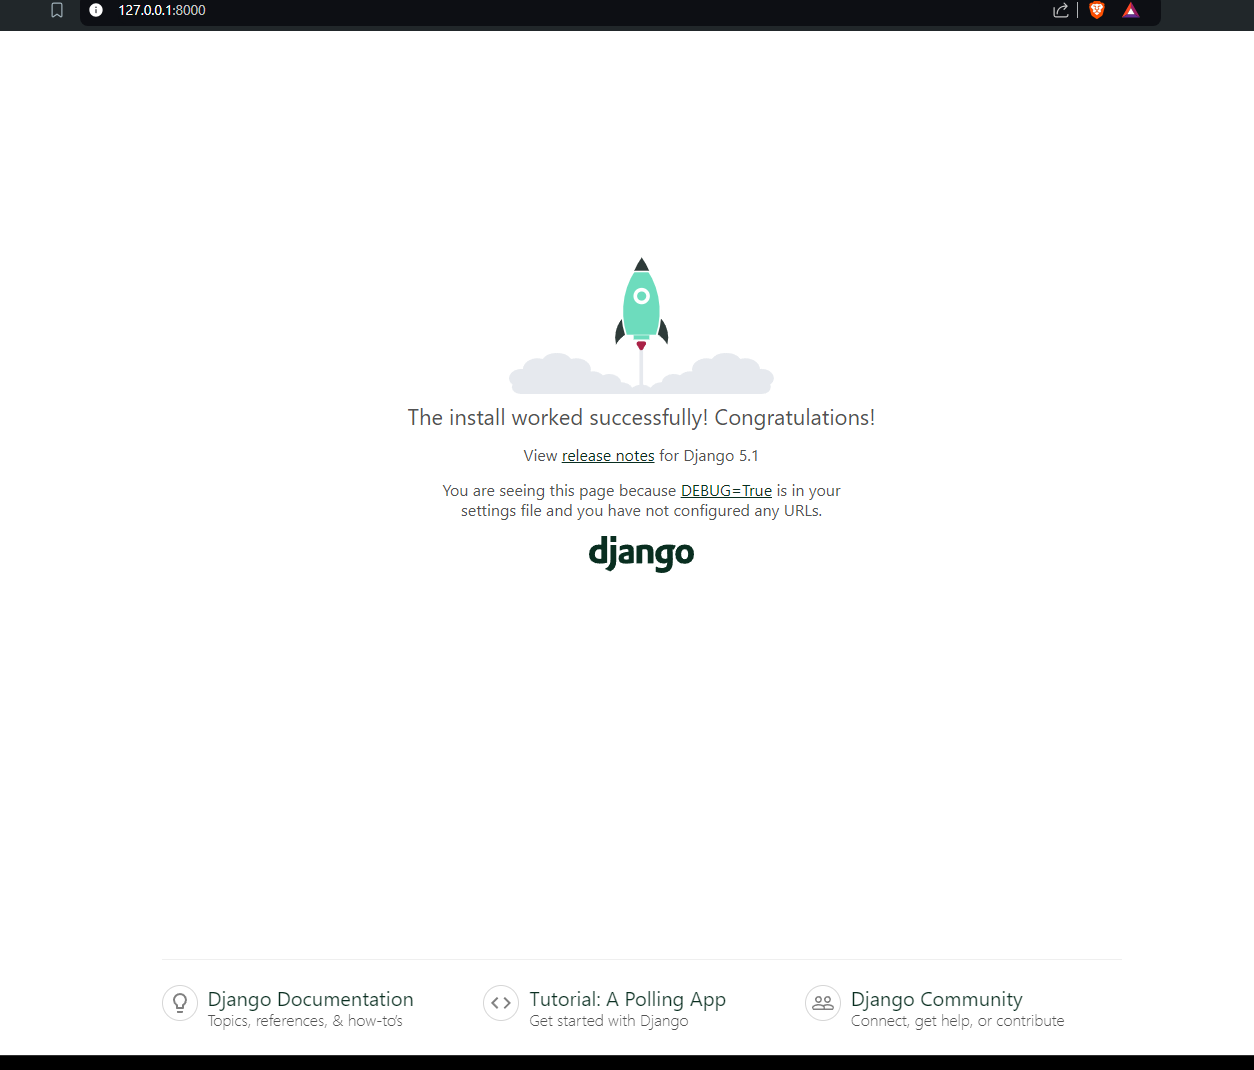 127.0.0.1:8000
The install worked successfully! Congratulations!
View release notes for Django 5.1
You are seeing this page because DEBUG=True is in your
settings file and you have not configured any URLs.
django
Django Documentation
Topics, references, & how-to’s
Tutorial: A Polling App
Get started with Django
Django Community
Connect, get help, or contribute